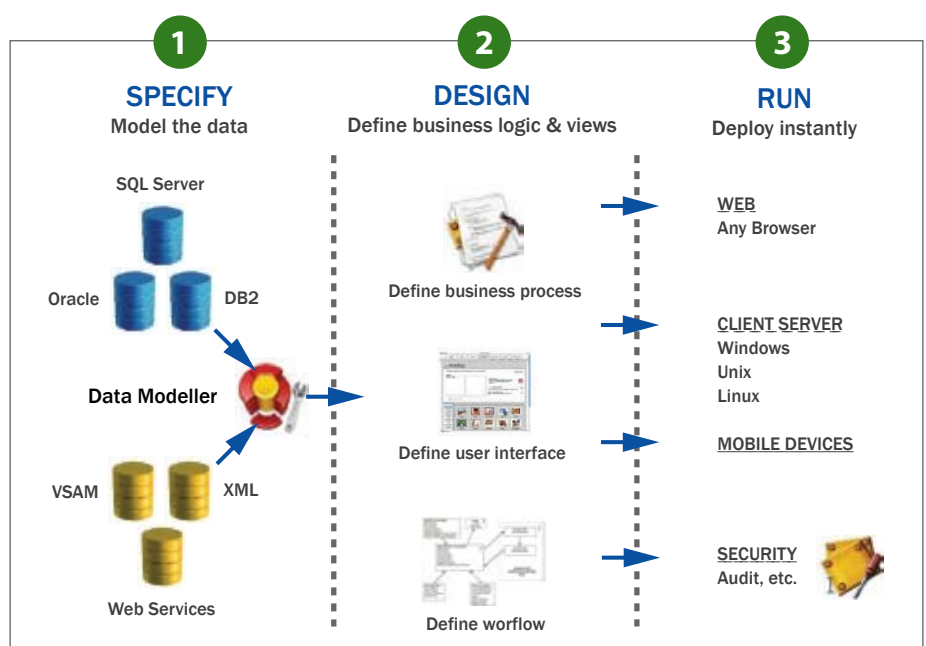 1
SPECIFY
Model the data
SQL Server
Oracle
DB2
Data Modeller
VSAM
XML
Web Services
2
DESIGN
Define business logic & views
Define business process
Define user interface
Define worflow
3
RUN
Deploy instantly
WEB
Any Browser
CLIENT SERVER
Windows
Unix
Linux
MOBILE DEVICES
SECURITY
Audit, etc.